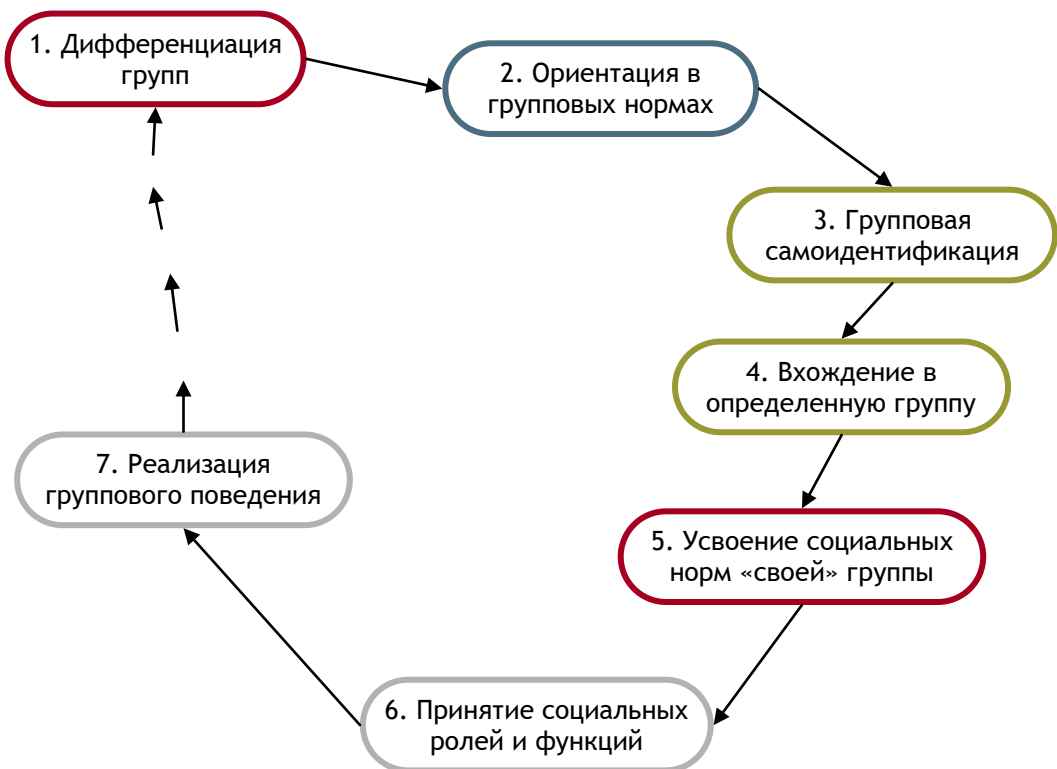 1. Дифференциация
групп
2. Ориентация в
групповых нормах
3. Групповая
самоидентификация
4. Вхождение в
определенную группу
5. Усвоение социальных
норм «своей» группы
6. Принятие социальных
ролей и функций
7. Реализация
группового поведения